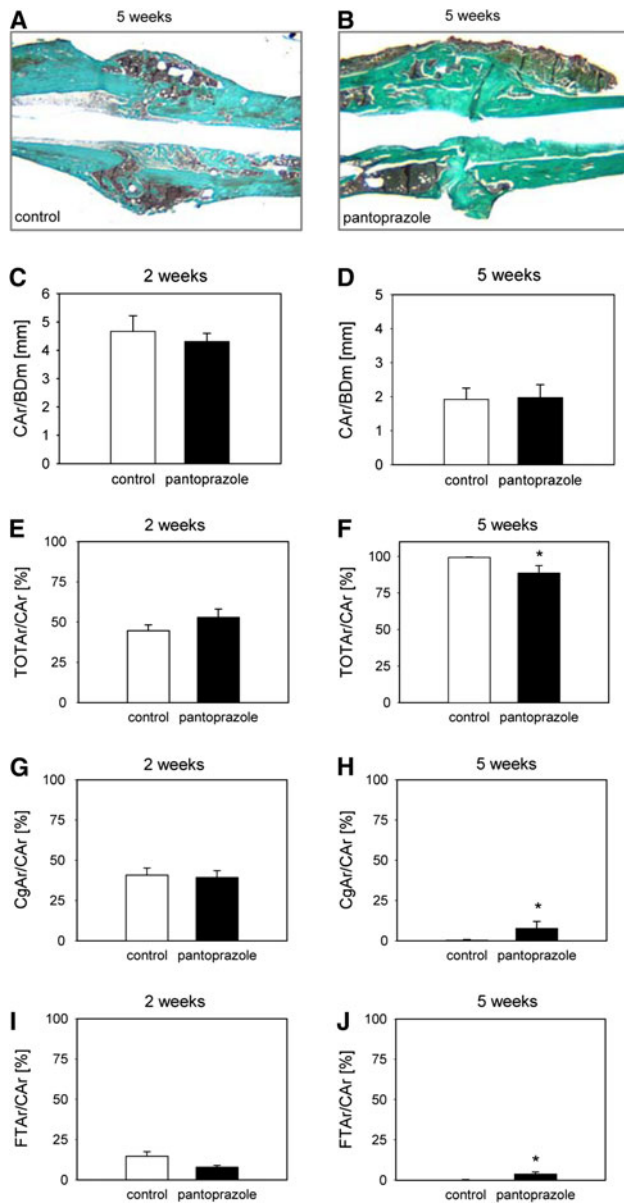 A 5 weeks
B 5 weeks
control
pantoprazole
C 2 weeks
CAr/BDm [mm]
6
5
4
3
2
1
0
control pantoprazole
D 5 weeks
CAr/BDm [mm]
5
4
3
2
1
0
control pantoprazole
E 2 weeks
TOTAr/CAr [%]
100
75
50
25
0
control pantoprazole
F 5 weeks
TOTAr/CAr [%]
100
75
50
25
0
*
control pantoprazole
G 2 weeks
CgAr/CAr [%]
100
75
50
25
0
control pantoprazole
H 5 weeks
CgAr/CAr [%]
100
75
50
25
0
*
control pantoprazole
I 2 weeks
FTAr/CAr [%]
100
75
50
25
0
control pantoprazole
J 5 weeks
FTAr/CAr [%]
100
75
50
25
0
*
control pantoprazole